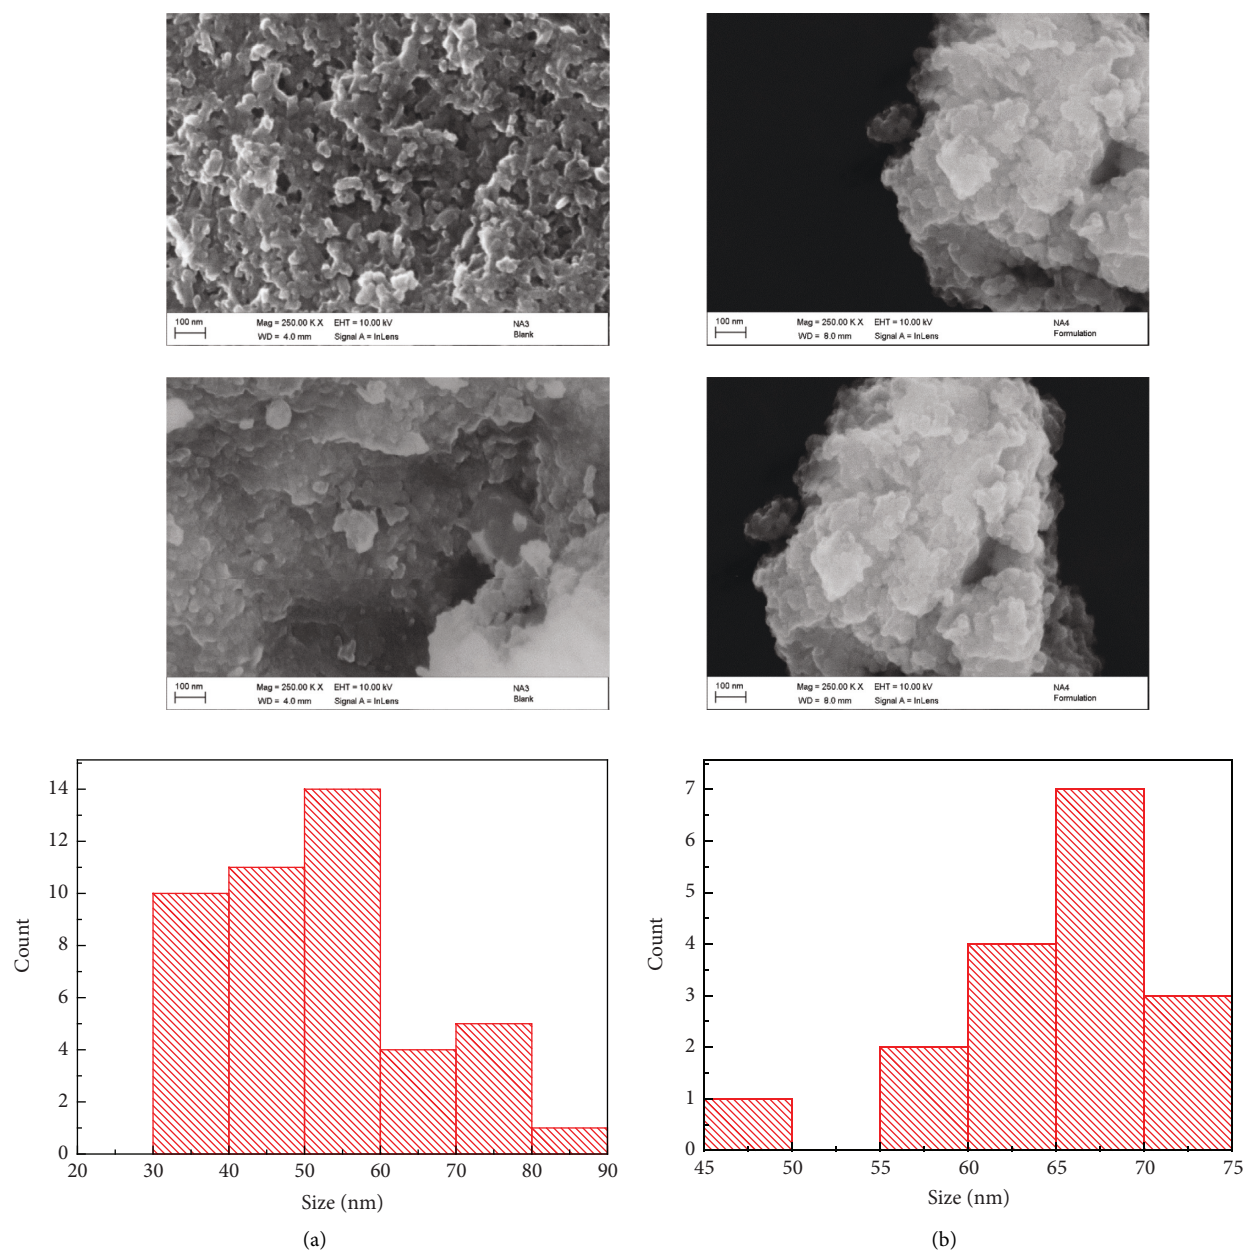 100 nm
Mag = 250.00 K X EHT = 10.00 kV
WD = 4.0 mm Signal A = InLens
NA3
Blank
100 nm
Mag = 250.00 K X EHT = 10.00 kV
WD = 8.0 mm Signal A = InLens
NA4
Formulation
100 nm
Mag = 250.00 K X EHT = 10.00 kV
WD = 4.0 mm Signal A = InLens
NA3
Blank
100 nm
Mag = 250.00 K X EHT = 10.00 kV
WD = 8.0 mm Signal A = InLens
NA4
Formulation
14
12
10
8
6
4
2
0
Count
20 30 40 50 60 70 80 90
Size (nm)
(a)
7
6
5
4
3
2
1
0
Count
45 50 55 60 65 70 75
Size (nm)
(b)